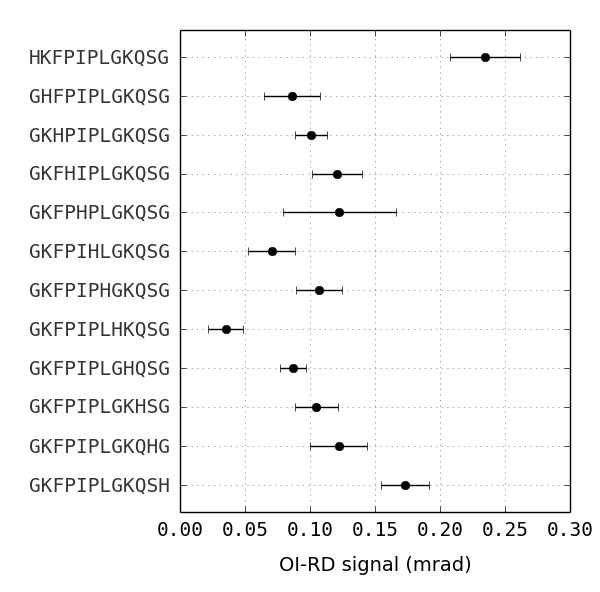 HKFPIPLGKQSG
GHFPIPLGKQSG
GKHPIPLGKQSG
GKFHIPLGKQSG
GKFPHPLGKQSG
GKFPIHLGKQSG
GKFPIPHGKQSG
GKFPIPLHKQSG
GKFPIPLGHQSG
GKFPIPLGKHSG
GKFPIPLGKQHG
GKFPIPLGKQSH
0.00 0.05 0.10 0.15 0.20 0.25 0.30
OI-RD signal (mrad)